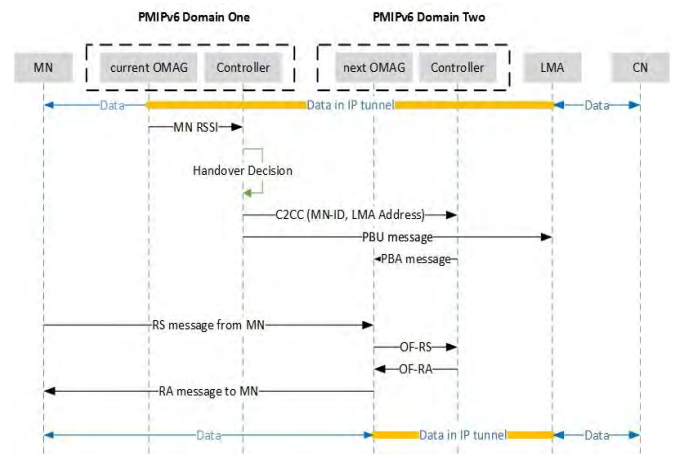 PMIPv6 Domain One PMIPv6 Domain Two
MN current OMAG Controller next OMAG Controller LMA CN
Data Data in IP tunnel Data
MN RSSI
Handover Decision
C2CC (MN-ID, LMA Address)
PBU message
PBA message
RS message from MN
OF-RS
OF-RA
RA message to MN
Data Data in IP tunnel Data